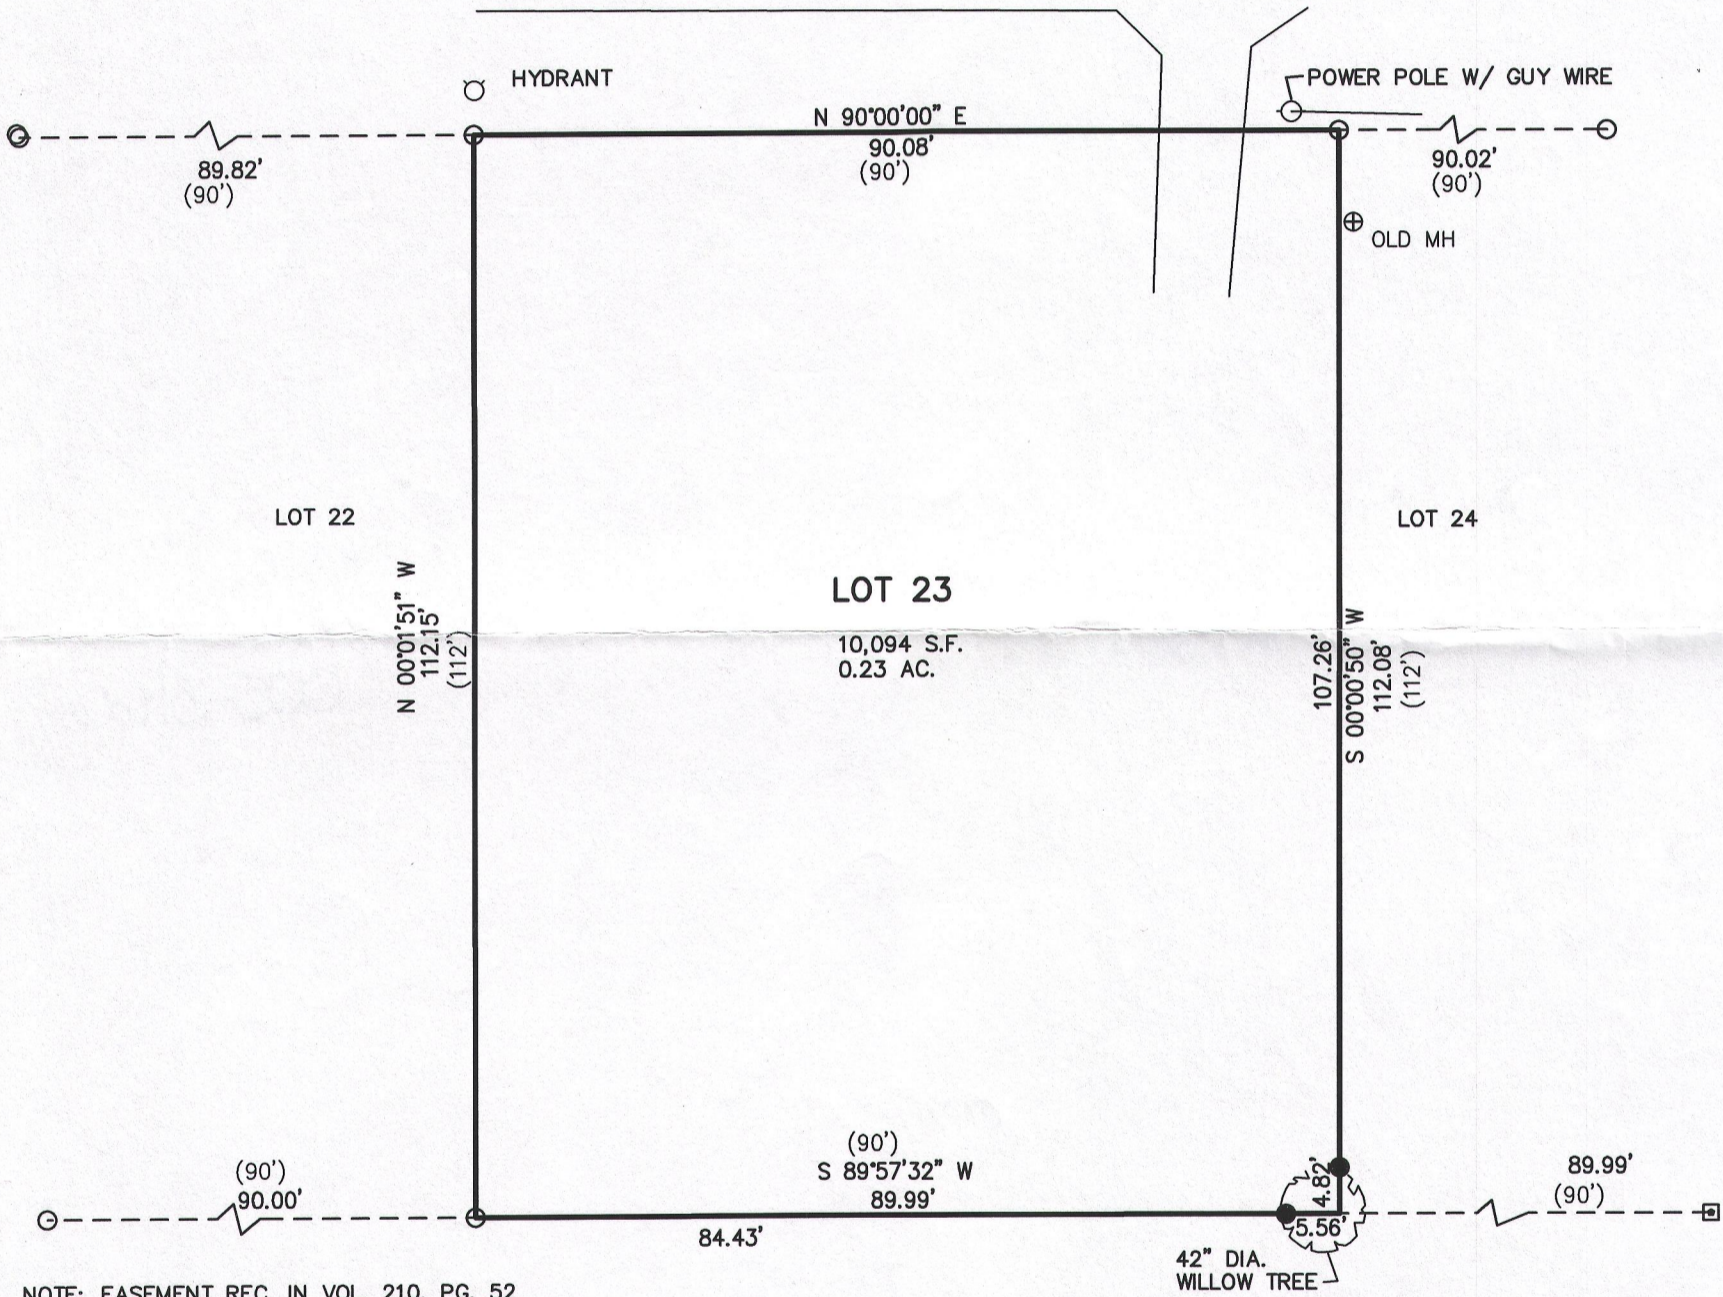 HYDRANT
POWER POLE W/ GUY WIRE
N 90°00'00" E
90.08'
(90')
89.82'
(90')
90.02'
(90')
OLD MH
LOT 22
LOT 24
LOT 23
10,094 S.F.
0.23 AC.
N 00°01'51" W
112.15'
(112')
107.26'
S 00°00'50" W
112.08'
(112')
(90')
90.00'
(90')
S 89°57'32" W
89.99'
84.43'
4.82'
5.56'
89.99'
(90')
42" DIA.
WILLOW TREE
NOTE: EASEMENT REC. IN VOL. 210, PG. 52